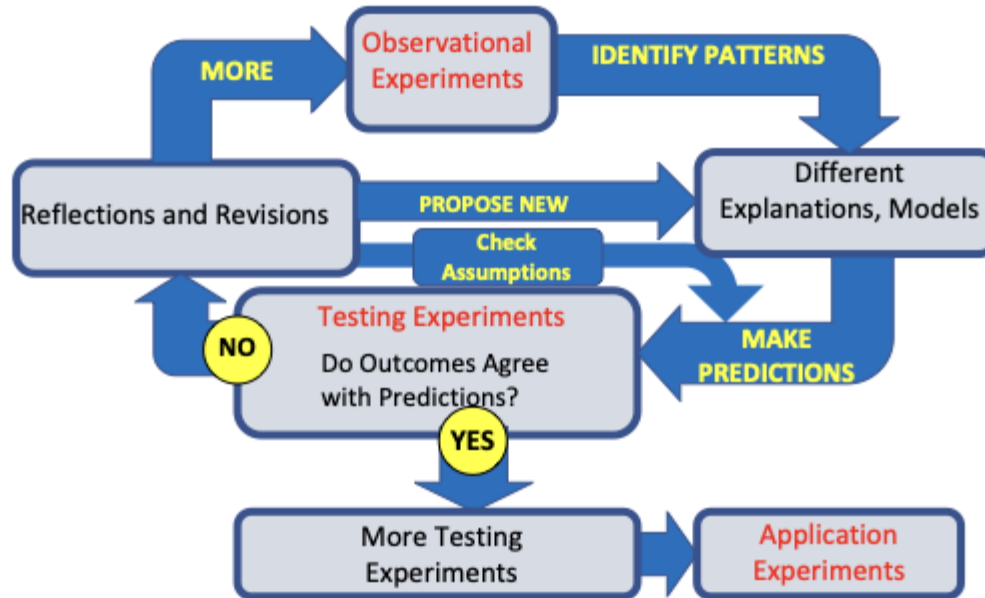 Observational
Experiments
MORE
IDENTIFY PATTERNS
Reflections and Revisions
PROPOSE NEW
Different
Explanations, Models
Check
Assumptions
Testing Experiments
Do Outcomes Agree
with Predictions?
NO
MAKE
PREDICTIONS
YES
More Testing
Experiments
Application
Experiments